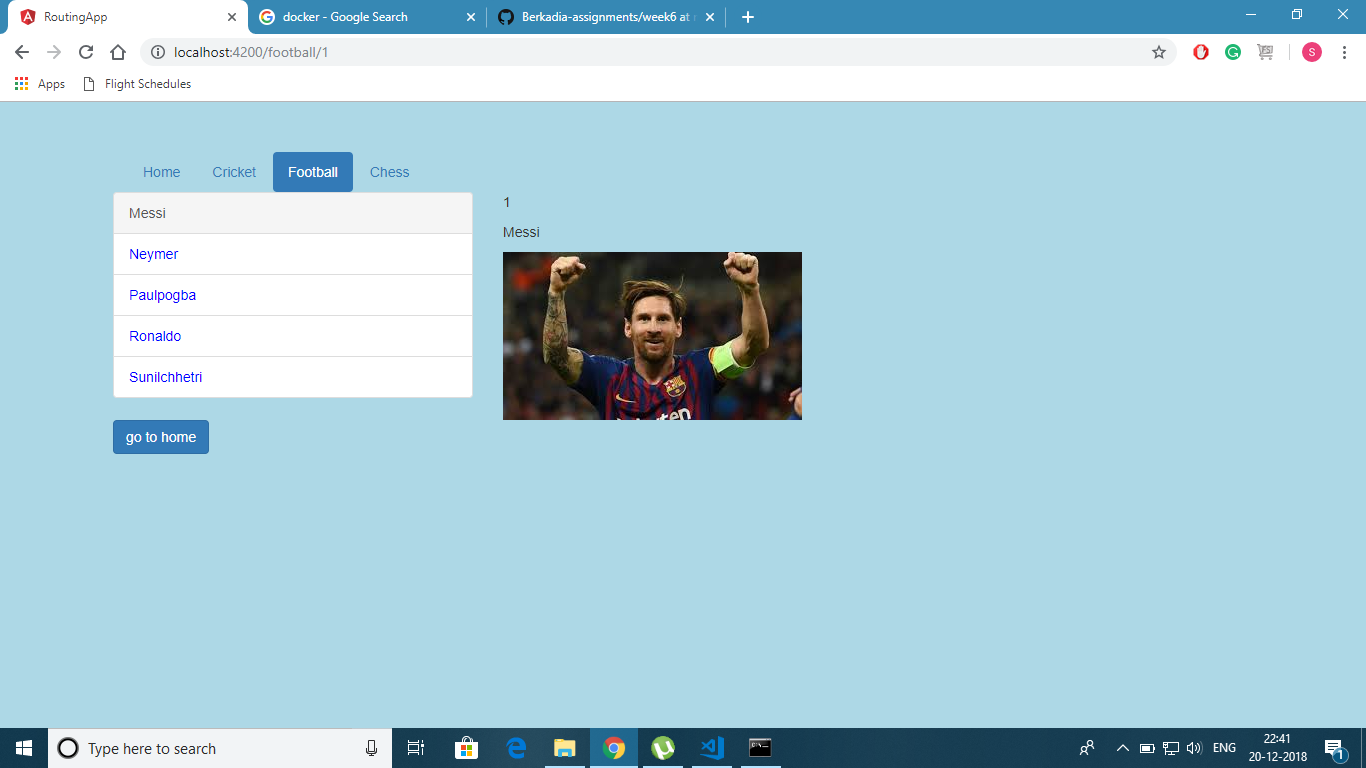 RoutingApp
docker - Google Search
Berkadia-assignments/week6 at
localhost:4200/football/1
S
Apps
Flight Schedules
Home
Cricket
Football
Chess
Messi
Neymer
Paulpogba
Ronaldo
Sunilchhetri
go to home
1
Messi
Type here to search
ENG
22:41
20-12-2018
1